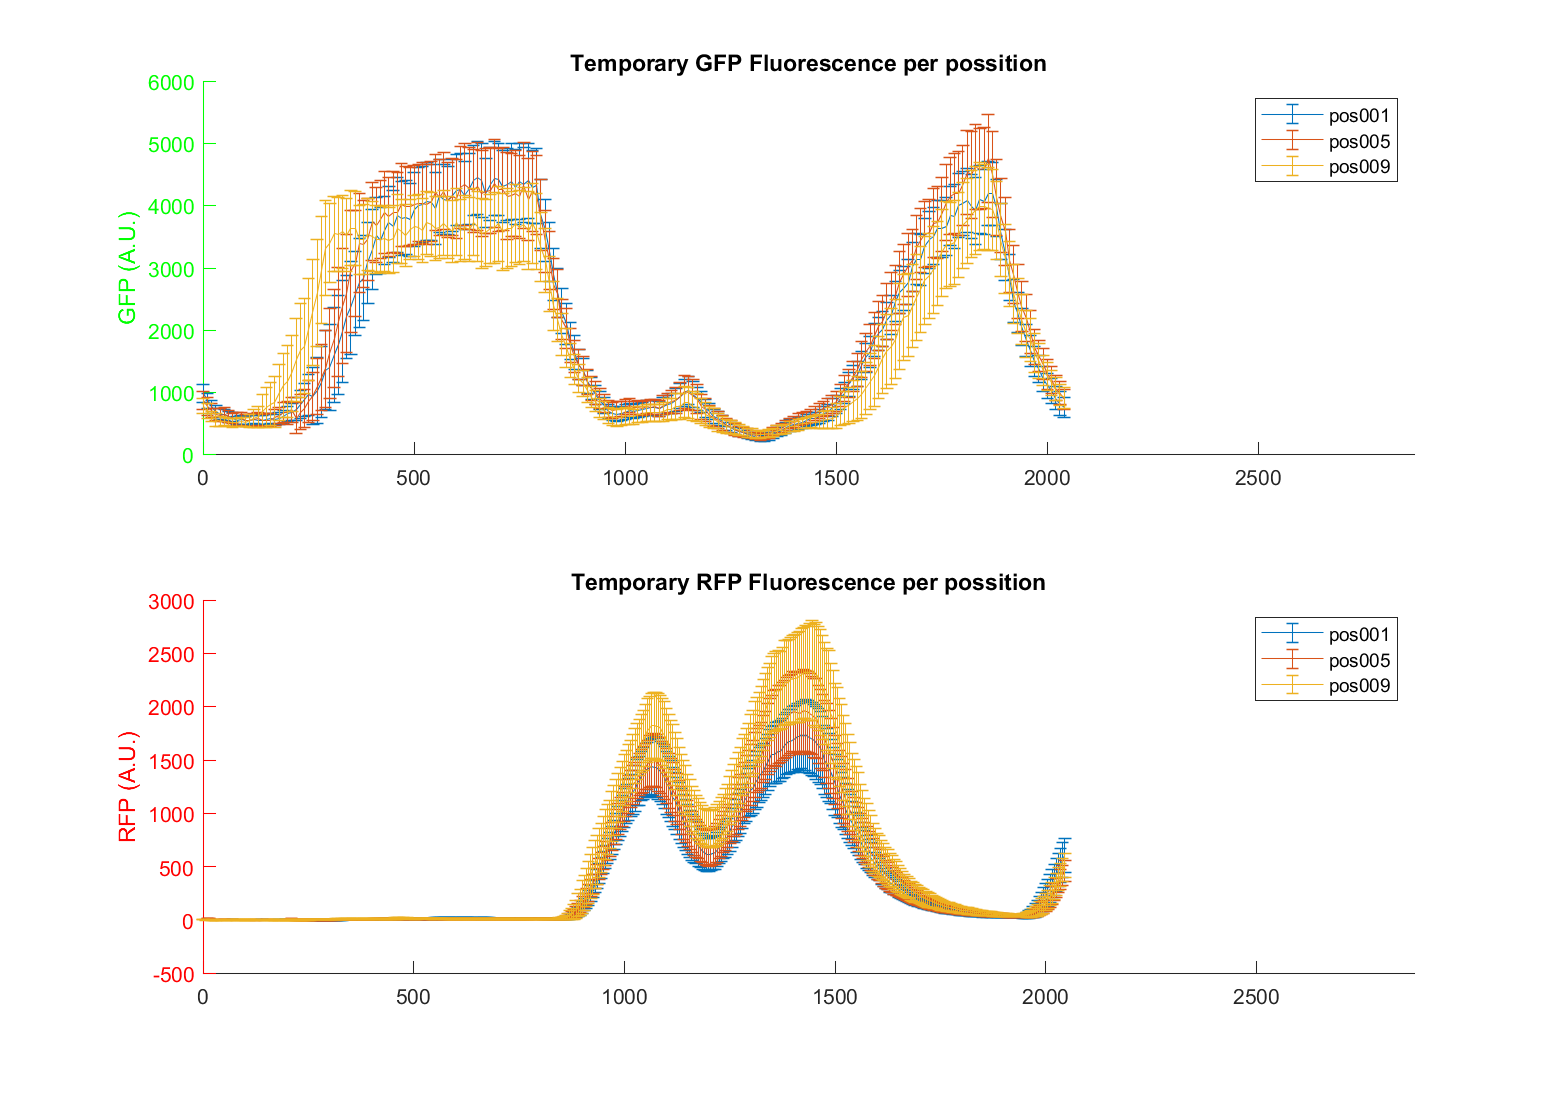 Temporary GFP Fluorescence per possition
6000
5000
4000
3000
2000
1000
0
GFP (A.U.)
0 500 1000 1500 2000 2500
pos001
pos005
pos009
Temporary RFP Fluorescence per possition
3000
2500
2000
1500
1000
500
0
-500
RFP (A.U.)
0 500 1000 1500 2000 2500
pos001
pos005
pos009